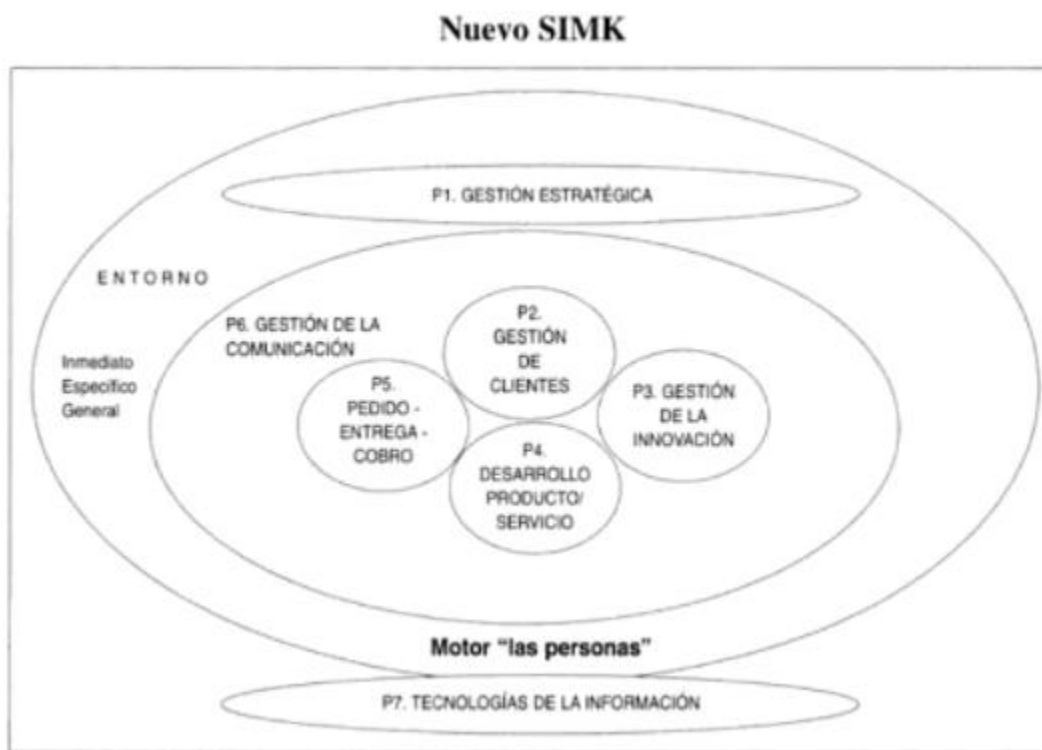 Nuevo SIMK
P1. GESTIÓN ESTRATÉGICA
ENTORNO
Inmediato
Específico
General
P6. GESTIÓN DE LA
COMUNICACIÓN
P2.
GESTIÓN
DE
CLIENTES
P5.
PEDIDO -
ENTREGA -
COBRO
P3. GESTIÓN
DE LA
INNOVACIÓN
P4.
DESARROLLO
PRODUCTO/
SERVICIO
Motor "las personas"
P7. TECNOLOGÍAS DE LA INFORMACIÓN